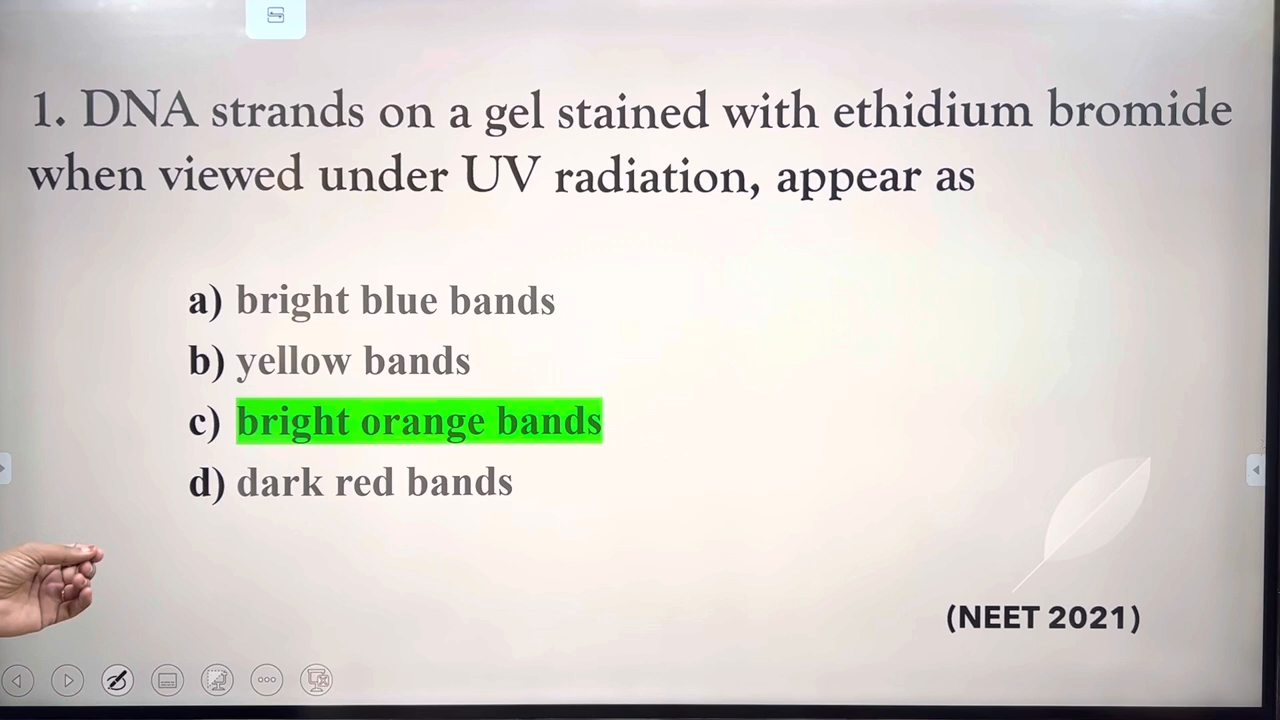 1. DNA strands on a gel stained with ethidium bromide
when viewed under UV radiation, appear as
a) bright blue bands
b) yellow bands
c) bright orange bands
d) dark red bands
(NEET 2021)